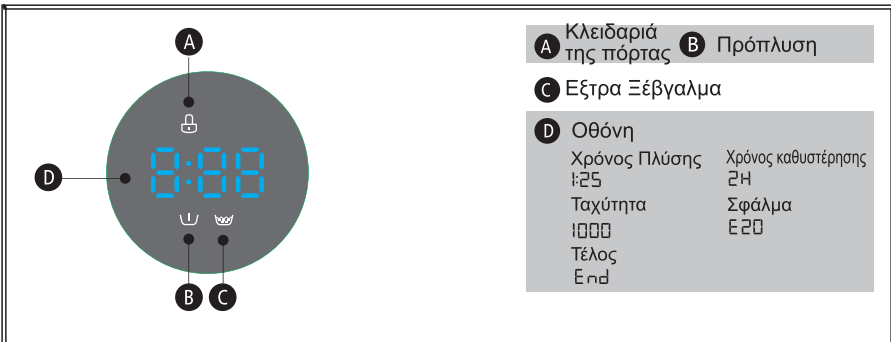 A
8:88
D
B C
A Κλειδαριά της πόρτας B Πρόπλυση
C Εξτρα Ξέβγαλμα
D Οθόνη
Χρόνος Πλύσης Χρόνος καθυστέρησης
1:25 2H
Ταχύτητα Σφάλμα
1000 E20
Τέλος
End